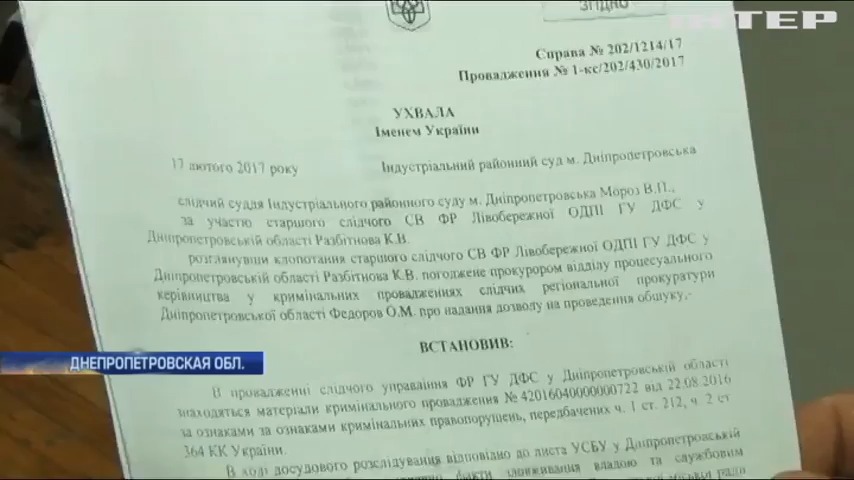 ЗГІДНО
ІНТЕР
Справа № 202/1214/17
Провадження № 1-кс/202/430/2017
УХВАЛА
Іменем України
17 лютого 2017 року Індустріальний районний суд м. Дніпропетровська
слідчий суддя Індустріального районного суду м. Дніпропетровська Мороз В.П.,
за участю старшого слідчого СВ ФР Лівобережної ОДПІ ГУ ДФС у
Дніпропетровській області Разбітнова К.В.
розглянувши клопотання старшого слідчого СВ ФР Лівобережної ОДПІ ГУ ДФС у
Дніпропетровській області Разбітнова К.В. погоджене прокурором відділу процесуального
керівництва у кримінальних провадженнях слідчих регіональної прокуратури
Дніпропетровської області Федоров О.М. про надання дозволу на проведення обшуку,-
ВСТАНОВИВ:
ДНЕПРОПЕТРОВСКАЯ ОБЛ.
В провадженні слідчого управління ФР ГУ ДФС у Дніпропетровській області
знаходяться матеріали кримінального провадження № 42016040000000722 від 22.08.2016
за ознаками за ознаками кримінальних правопорушень, передбачених ч. 1 ст. 212, ч. 2 ст
364 КК України.
В ході досудового розслідування відповідно до листа УСБУ у Дніпропетровській
факти зловживання владою та службовим
ради